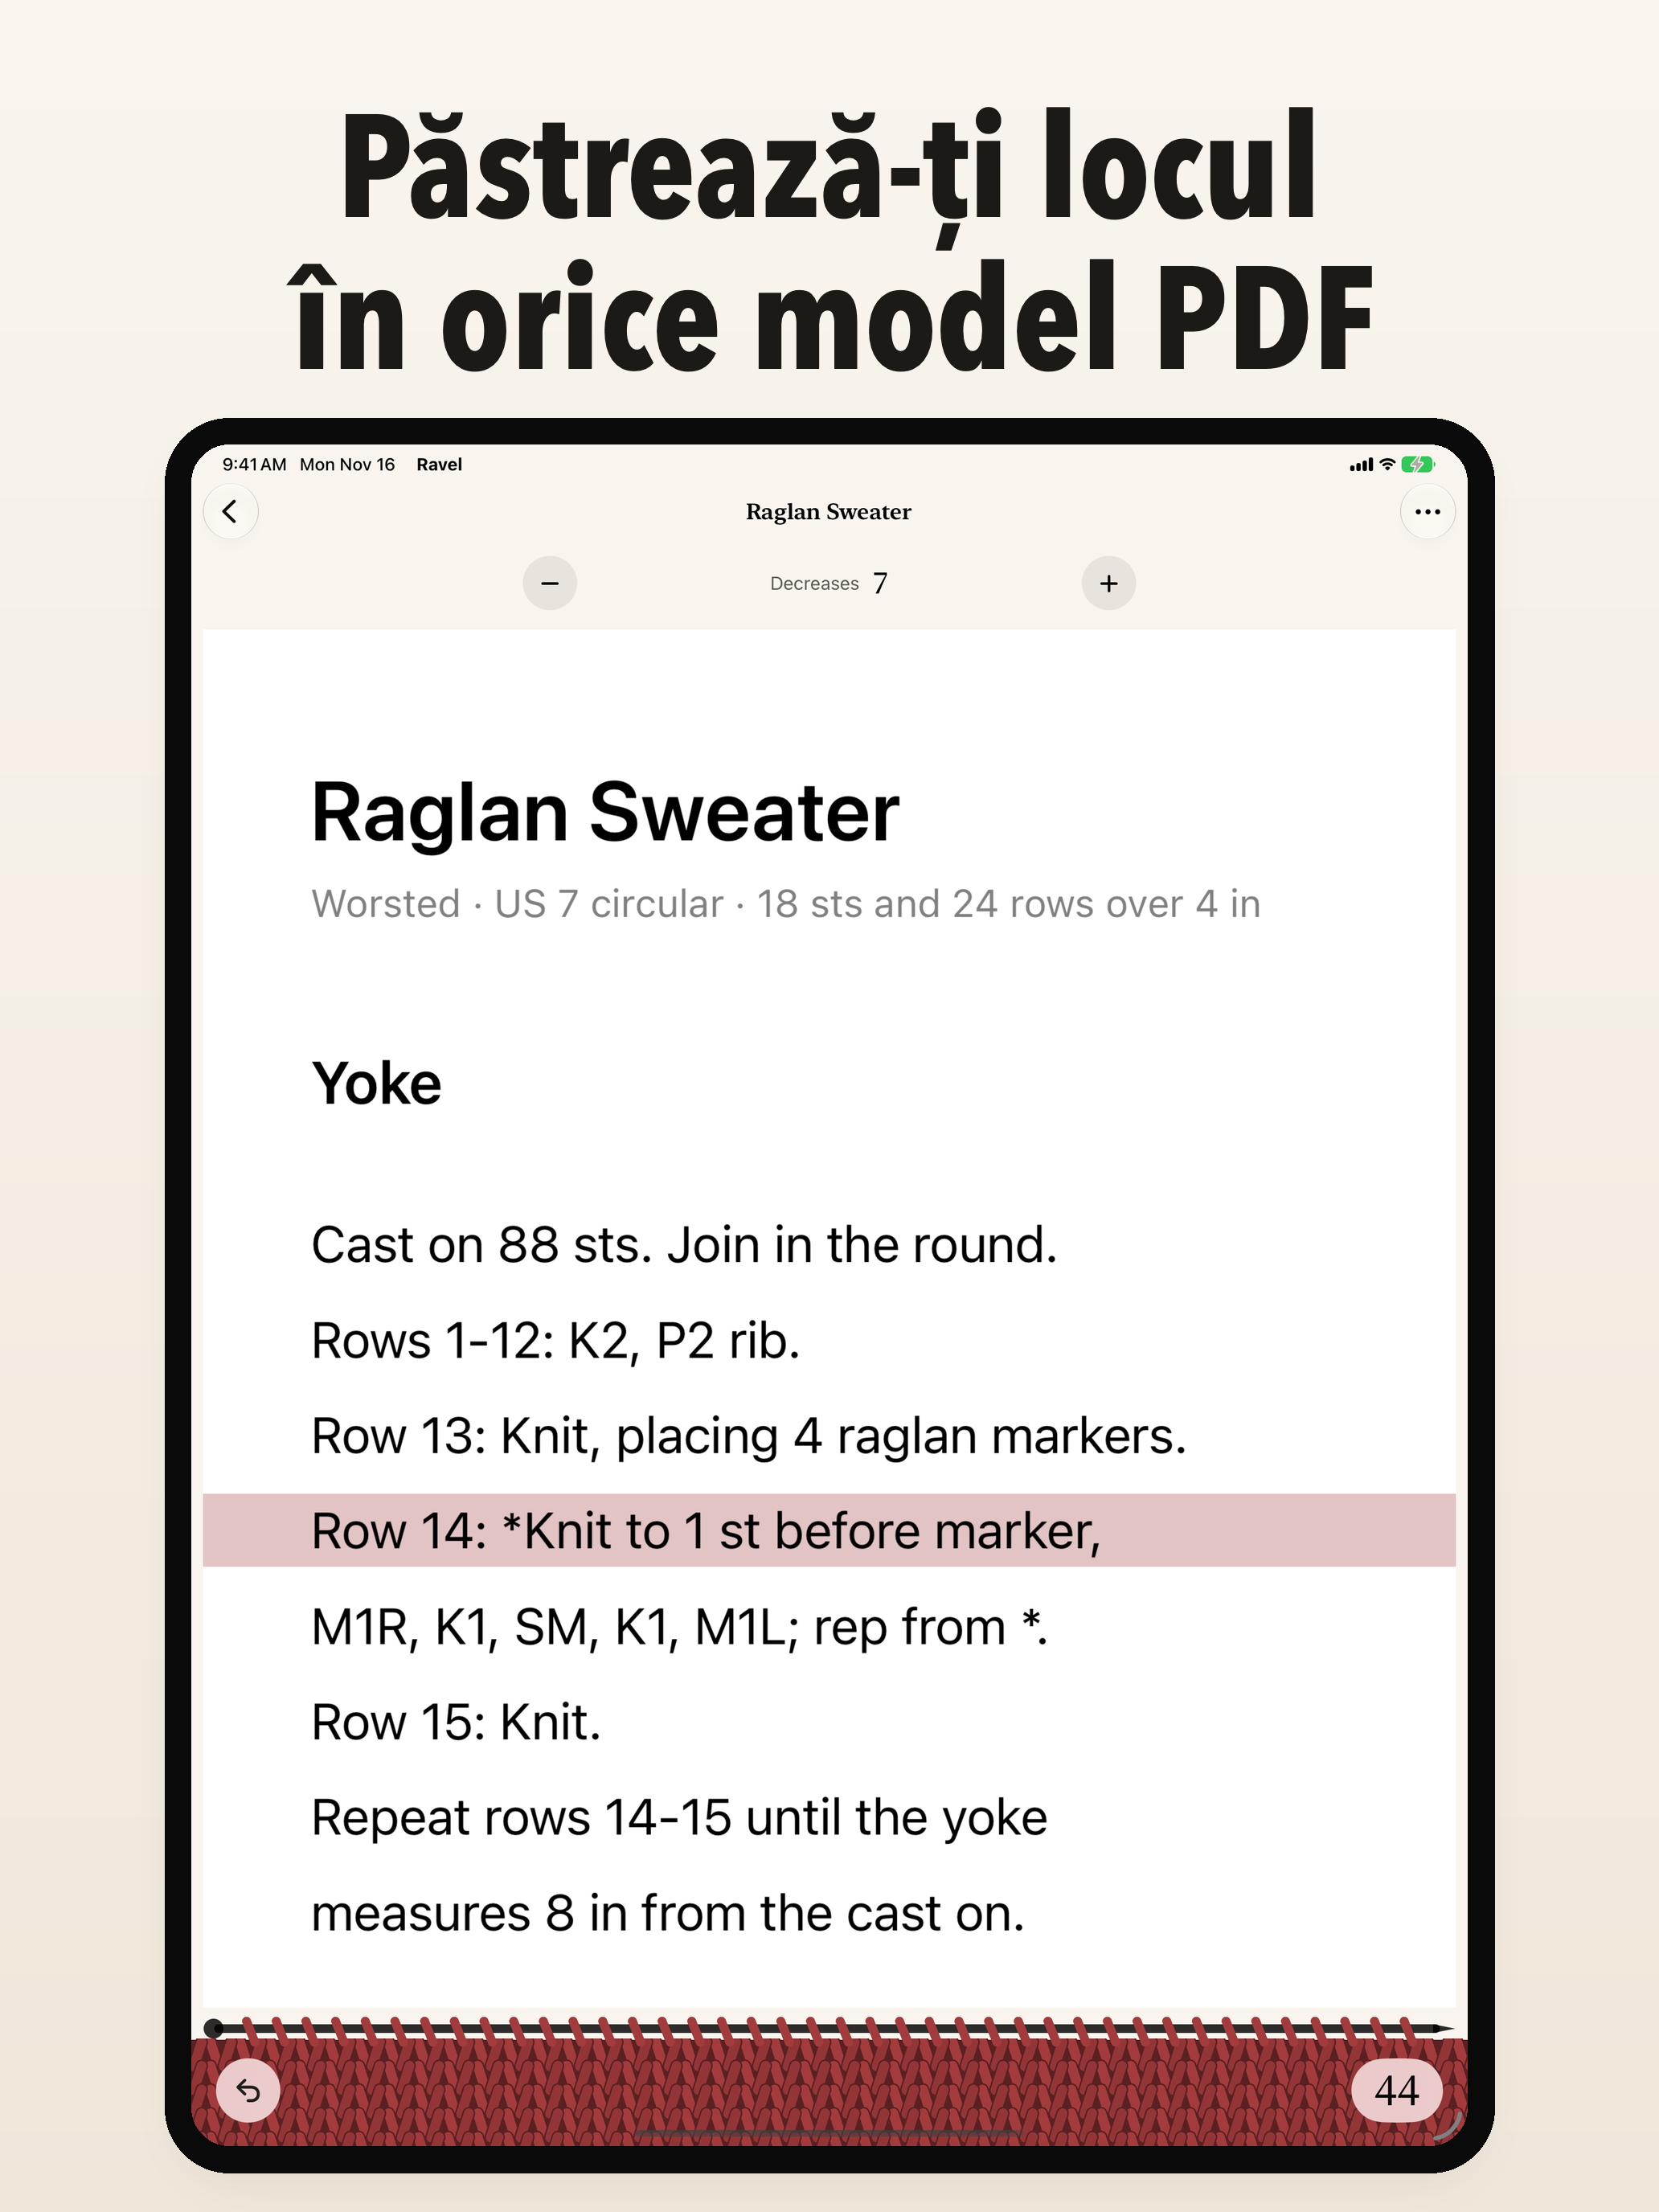 Păstrează-ți locul
în orice model PDF
9:41 AM Mon Nov 16 Ravel
Raglan Sweater
Decreases 7
Raglan Sweater
Worsted · US 7 circular · 18 sts and 24 rows over 4 in
Yoke
Cast on 88 sts. Join in the round.
Rows 1-12: K2, P2 rib.
Row 13: Knit, placing 4 raglan markers.
Row 14: *Knit to 1 st before marker,
M1R, K1, SM, K1, M1L; rep from *.
Row 15: Knit.
Repeat rows 14-15 until the yoke
measures 8 in from the cast on.
44